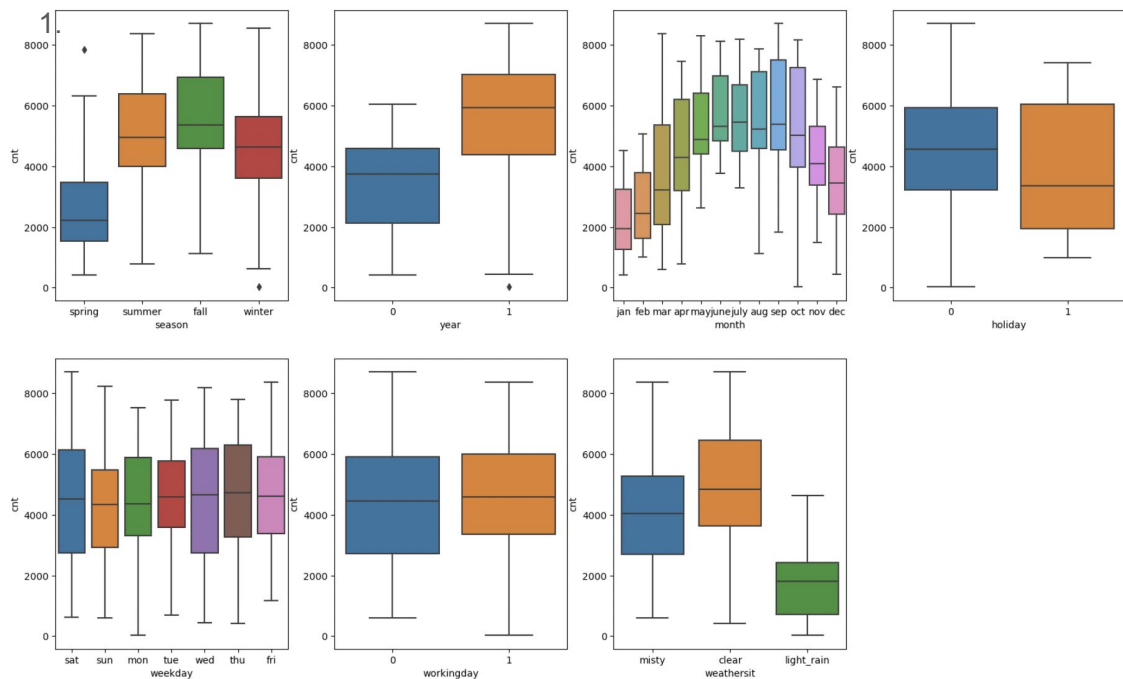 1.
8000
6000
4000
2000
0
cnt
spring summer fall winter
season
8000
6000
4000
2000
0
cnt
0 1
year
8000
6000
4000
2000
0
cnt
jan feb mar apr may june july aug sep oct nov dec
month
8000
6000
4000
2000
0
cnt
0 1
holiday
8000
6000
4000
2000
0
cnt
sat sun mon tue wed thu fri
weekday
8000
6000
4000
2000
0
cnt
0 1
workingday
8000
6000
4000
2000
0
cnt
misty clear light_rain
weathersit